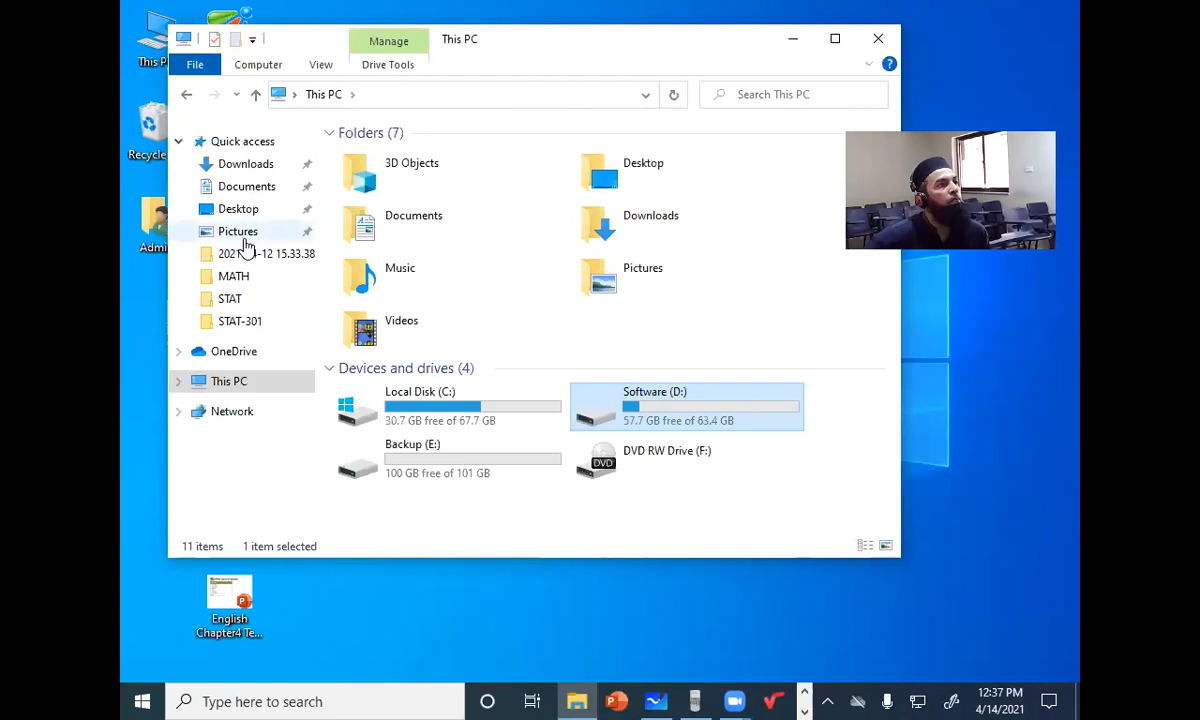 This PC
Manage
File
Computer
View
Drive Tools
This PC
Search This PC
Quick access
Downloads
Documents
Desktop
Pictures
-12 15.33.38
MATH
STAT
STAT-301
OneDrive
This PC
Network
Folders (7)
3D Objects
Desktop
Documents
Downloads
Music
Pictures
Videos
Devices and drives (4)
Local Disk (C:)
30.7 GB free of 67.7 GB
Software (D:)
57.7 GB free of 63.4 GB
Backup (E:)
100 GB free of 101 GB
DVD RW Drive (F:)
DVD
11 items
1 item selected
English
Chapter4 Te...
Type here to search
12:37 PM
4/14/2021